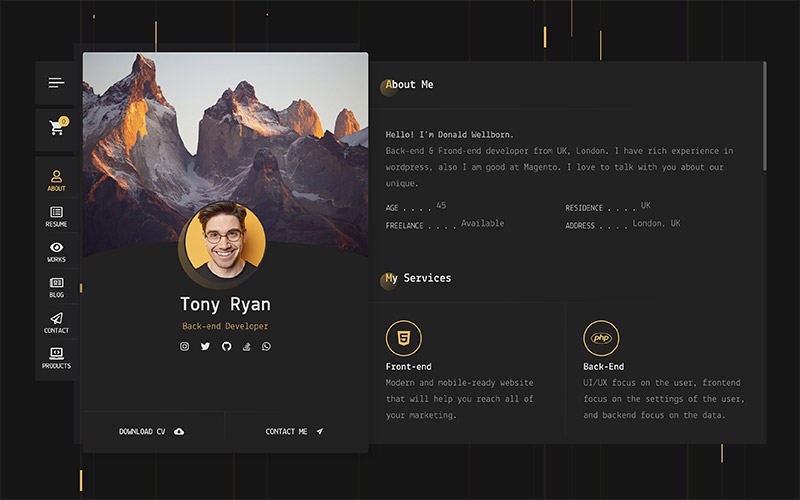 0
ABOUT
RESUME
WORKS
BLOG
CONTACT
PRODUCTS
Tony Ryan
Back-end Developer
DOWNLOAD CV
CONTACT ME
About Me
Hello! I'm Donald Wellborn.
Back-end & Frond-end developer from UK, London. I have rich experience in
wordpress, also I am good at Magento. I love to talk with you about our
unique.
AGE . . . . 45
RESIDENCE . . . . UK
FREELANCE . . . . Available
ADDRESS . . . . London, UK
My Services
Front-end
Modern and mobile-ready website
that will help you reach all of
your marketing.
php
Back-End
UI/UX focus on the user, frontend
focus on the settings of the user,
and backend focus on the data.